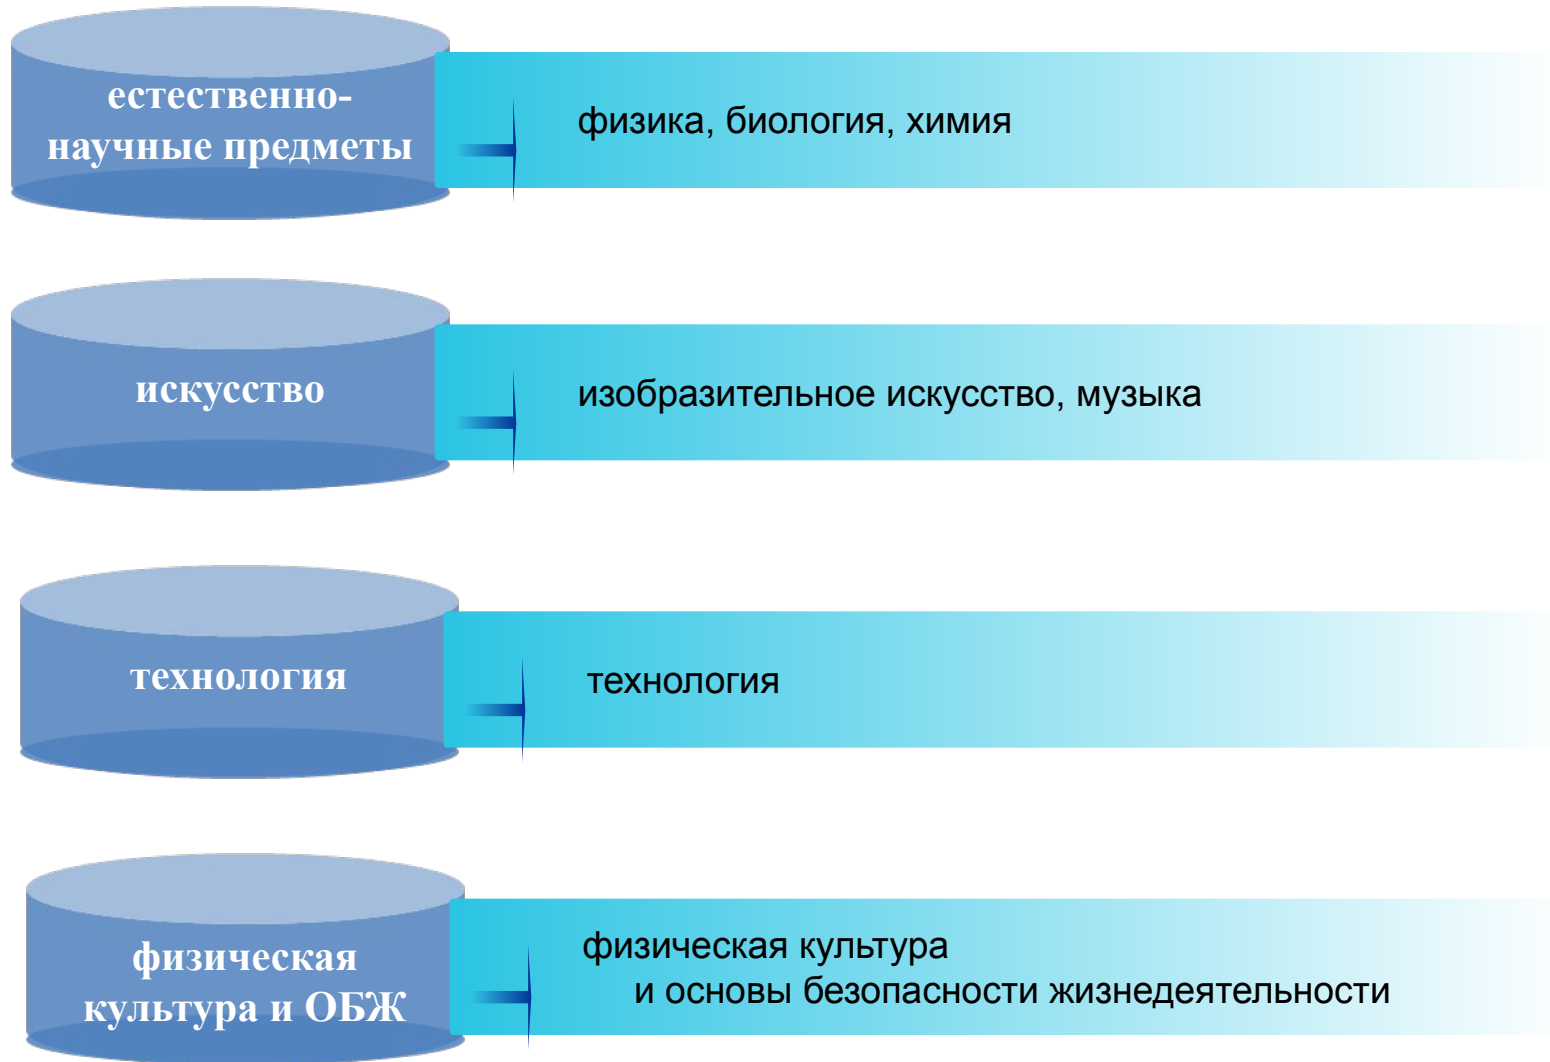 естественно-
научные предметы
физика, биология, химия
искусство
изобразительное искусство, музыка
технология
технология
физическая
культура и ОБЖ
физическая культура
и основы безопасности жизнедеятельности